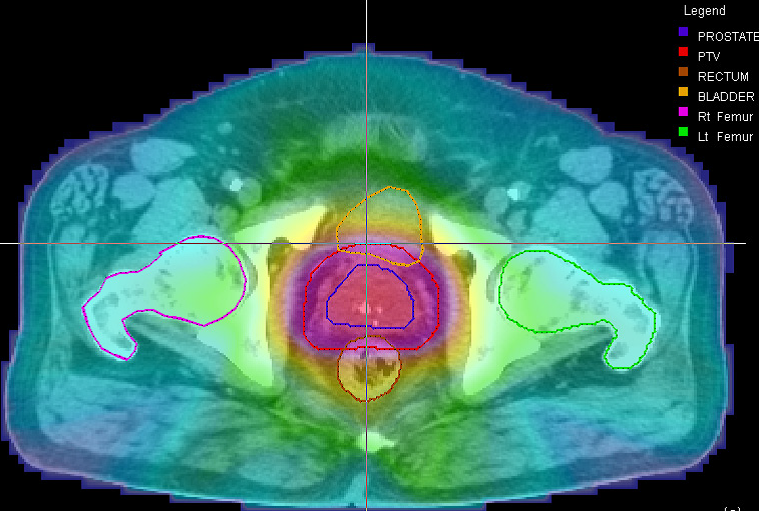 Legend
PROSTATE
PTV
RECTUM
BLADDER
Rt Femur
Lt Femur